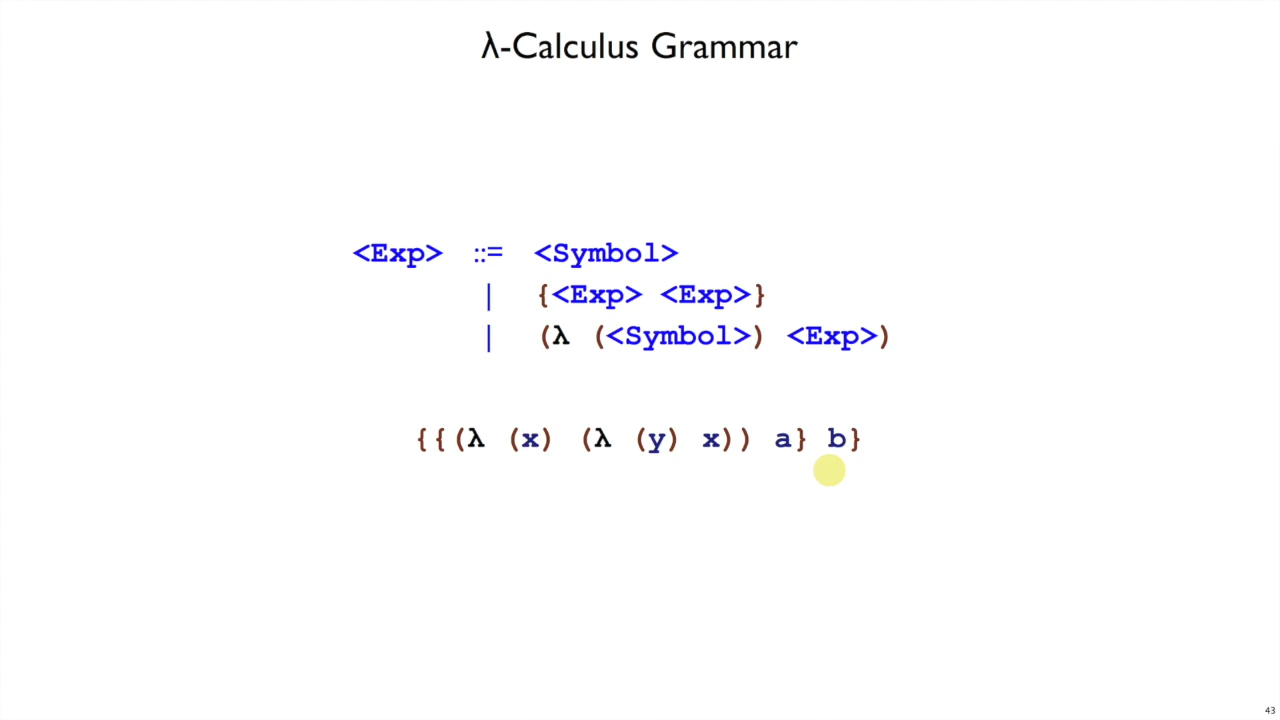 λ-Calculus Grammar
<Exp> ::= <Symbol>
| {<Exp> <Exp>}
| (λ (<Symbol>) <Exp>)
{{(λ (x) (λ (y) x)) a} b}
43